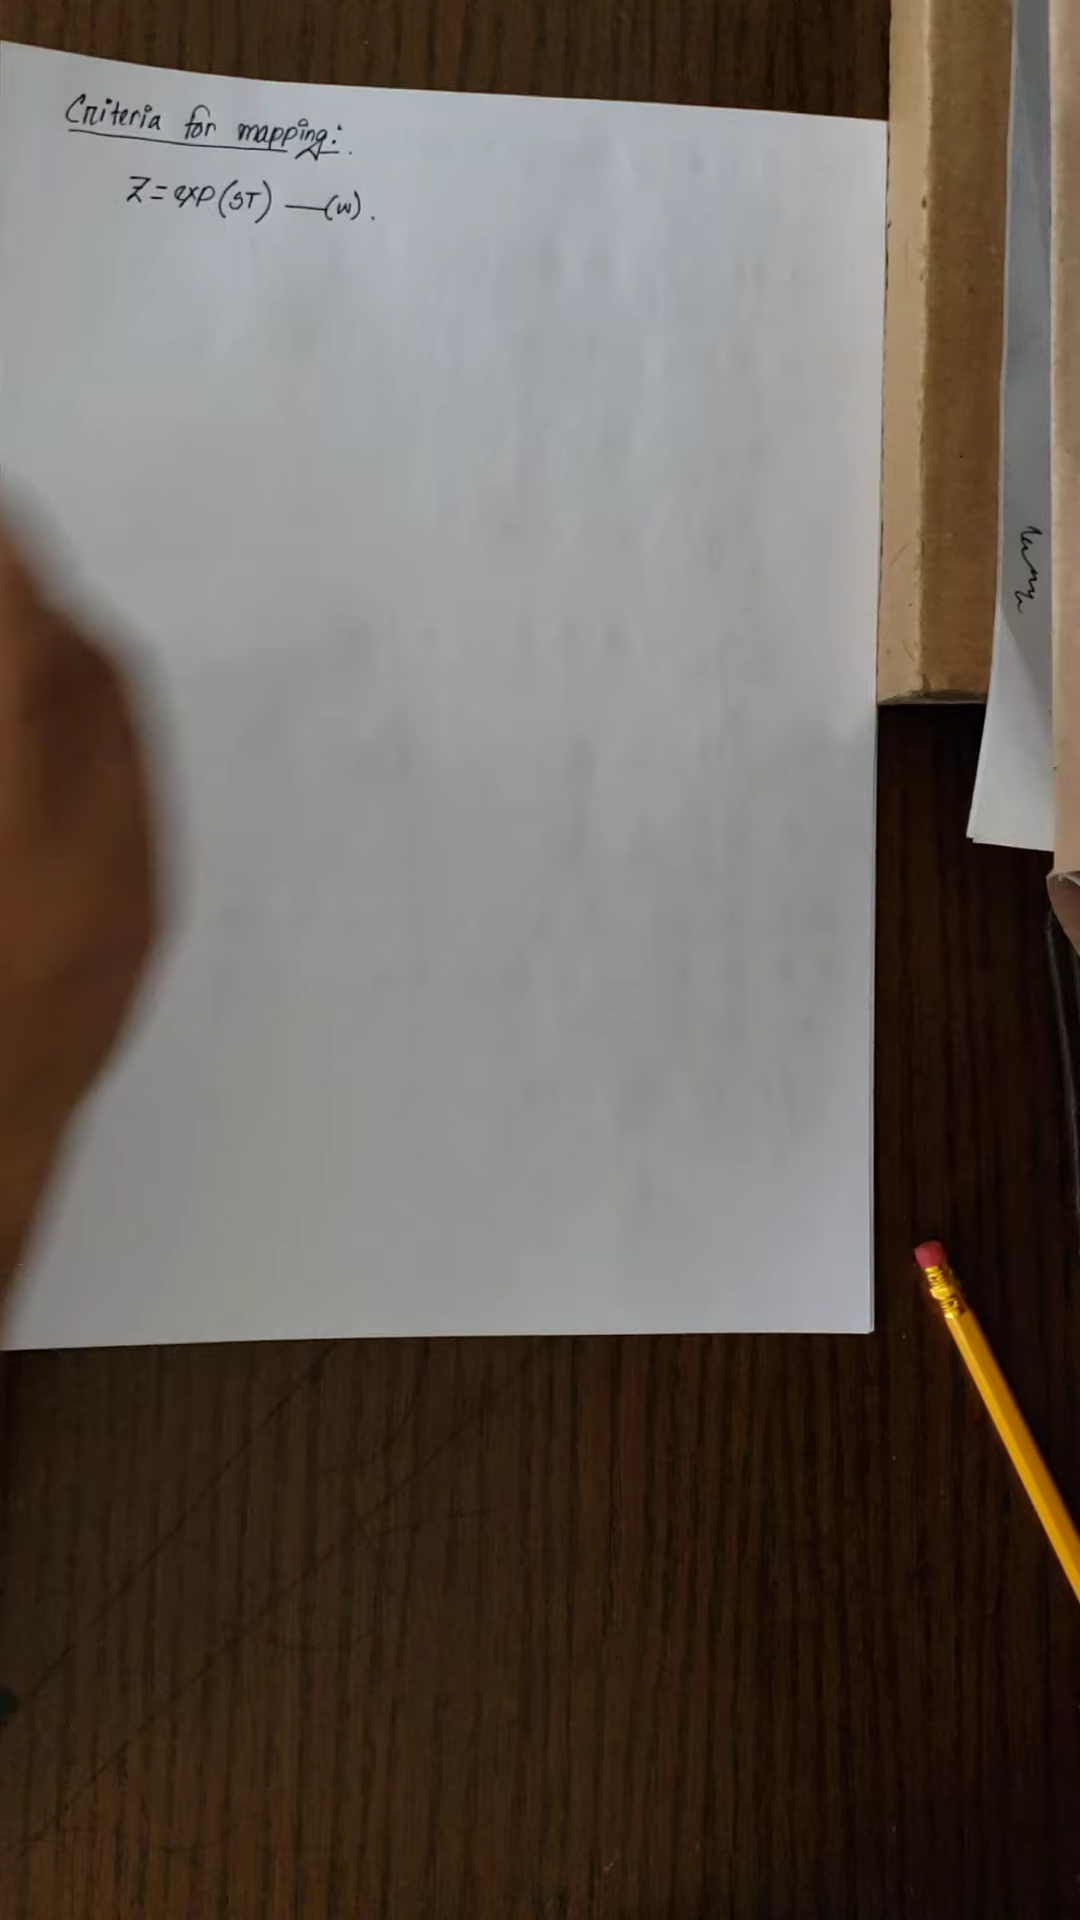 Criteria for mapping:.
Z = exp(ST) —(w).